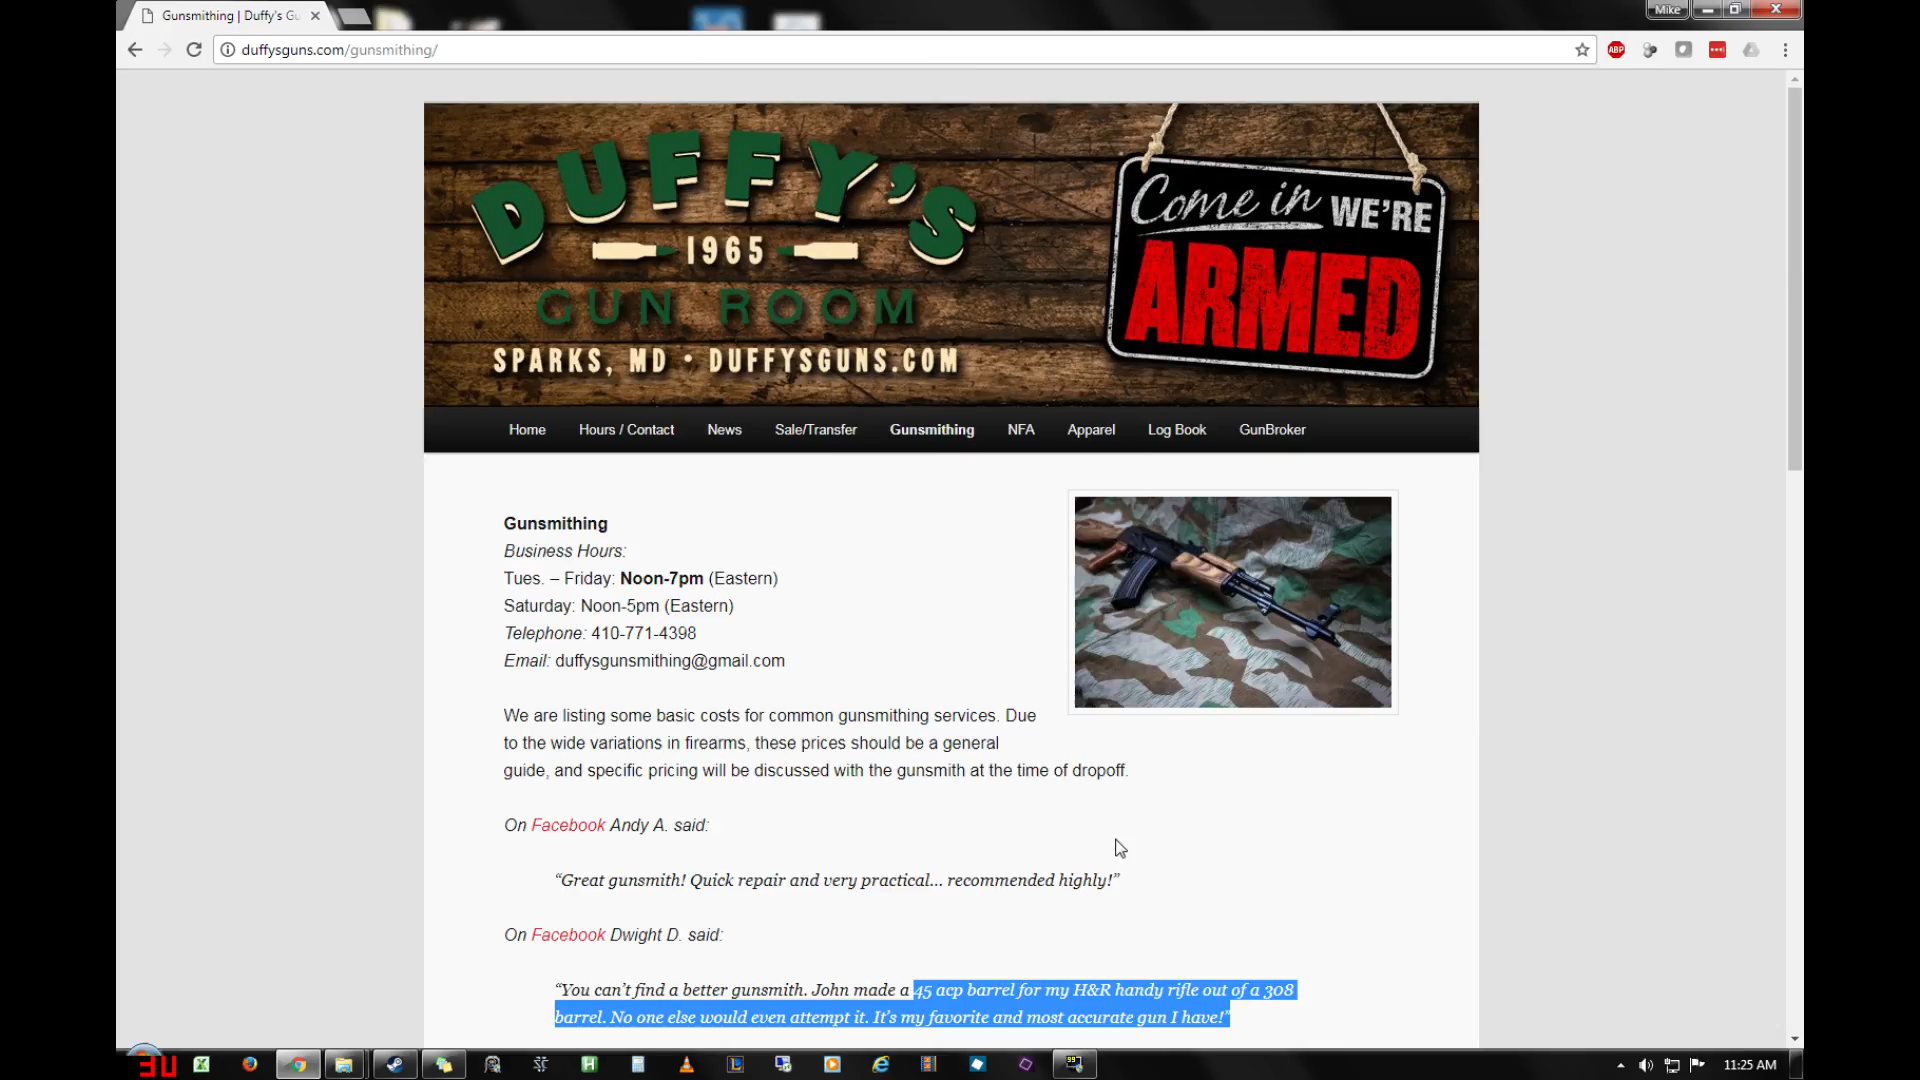 Gunsmithing | Duffy's Gu
Mike
duffysguns.com/gunsmithing/
ABP
DUFFY'S
1965
GUN ROOM
SPARKS, MD • DUFFYSGUNS.COM
Come in WE'RE
ARMED
Home Hours / Contact News Sale/Transfer Gunsmithing NFA Apparel Log Book GunBroker
Gunsmithing
Business Hours:
Tues. – Friday: Noon-7pm (Eastern)
Saturday: Noon-5pm (Eastern)
Telephone: 410-771-4398
Email: duffysgunsmithing@gmail.com
We are listing some basic costs for common gunsmithing services. Due
to the wide variations in firearms, these prices should be a general
guide, and specific pricing will be discussed with the gunsmith at the time of dropoff.
On Facebook Andy A. said:
“Great gunsmith! Quick repair and very practical… recommended highly!”
On Facebook Dwight D. said:
“You can’t find a better gunsmith. John made a 45 acp barrel for my H&R handy rifle out of a 308
barrel. No one else would even attempt it. It’s my favorite and most accurate gun I have!”
11:25 AM